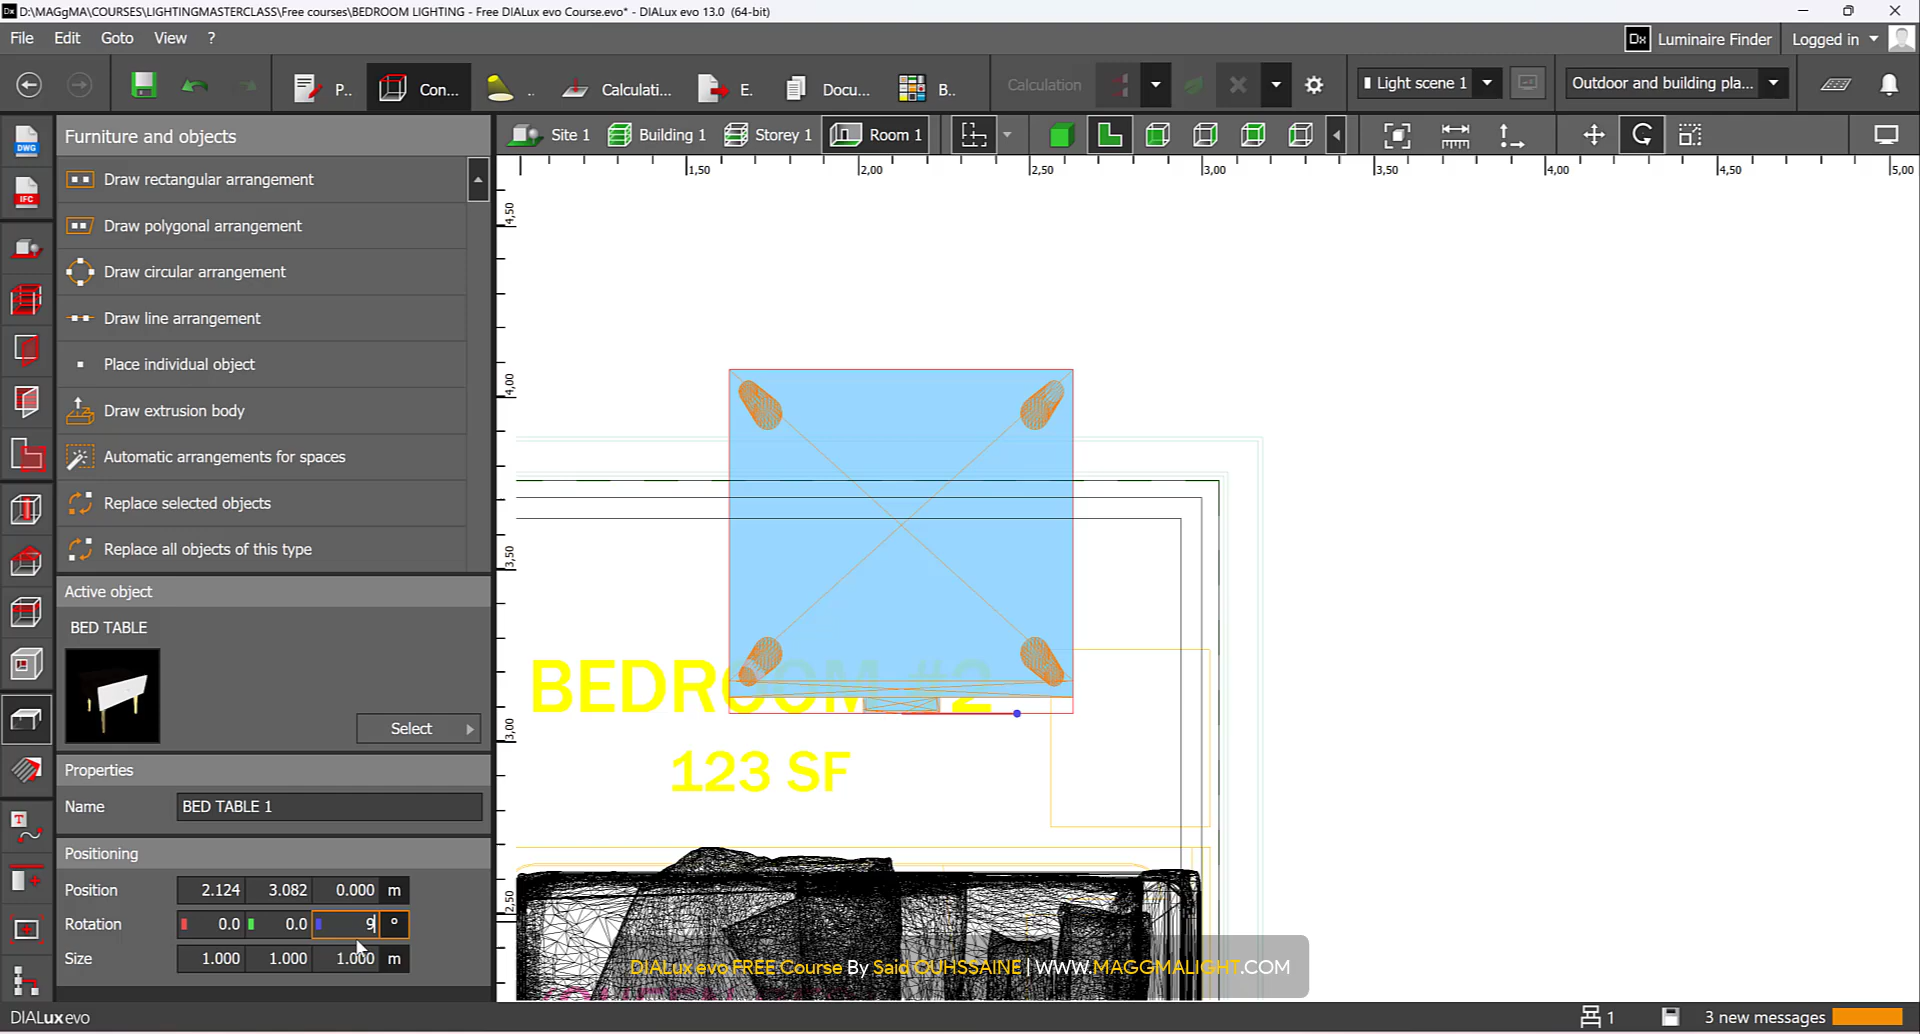 D:\MAGgMA\COURSES\LIGHTINGMASTERCLASS\Free courses\BEDROOM LIGHTING - Free DIALux evo Course.evo* - DIALux evo 13.0 (64-bit)
File Edit Goto View ?
Dx Luminaire Finder Logged in
P... Con... .. Calculati... E. Docu... B.. Calculation Light scene 1 Outdoor and building pla...
DWG
IFC
Furniture and objects
Site 1 Building 1 Storey 1 Room 1
1,50 2,00 2,50 3,00 3,50 4,00 4,50 5,00
4,50
4,00
3,50
3,00
2,50
Draw rectangular arrangement
Draw polygonal arrangement
Draw circular arrangement
Draw line arrangement
Place individual object
Draw extrusion body
Automatic arrangements for spaces
Replace selected objects
Replace all objects of this type
Active object
BED TABLE
Select
Properties
Name BED TABLE 1
Positioning
Position 2.124 3.082 0.000 m
Rotation 0.0 0.0 9 °
Size 1.000 1.000 1.000 m
BEDROOM #2
123 SF
DIALux evo FREE Course By Said OUHSSAINE | WWW.MAGGMALIGHT.COM
DIALux evo
1 3 new messages